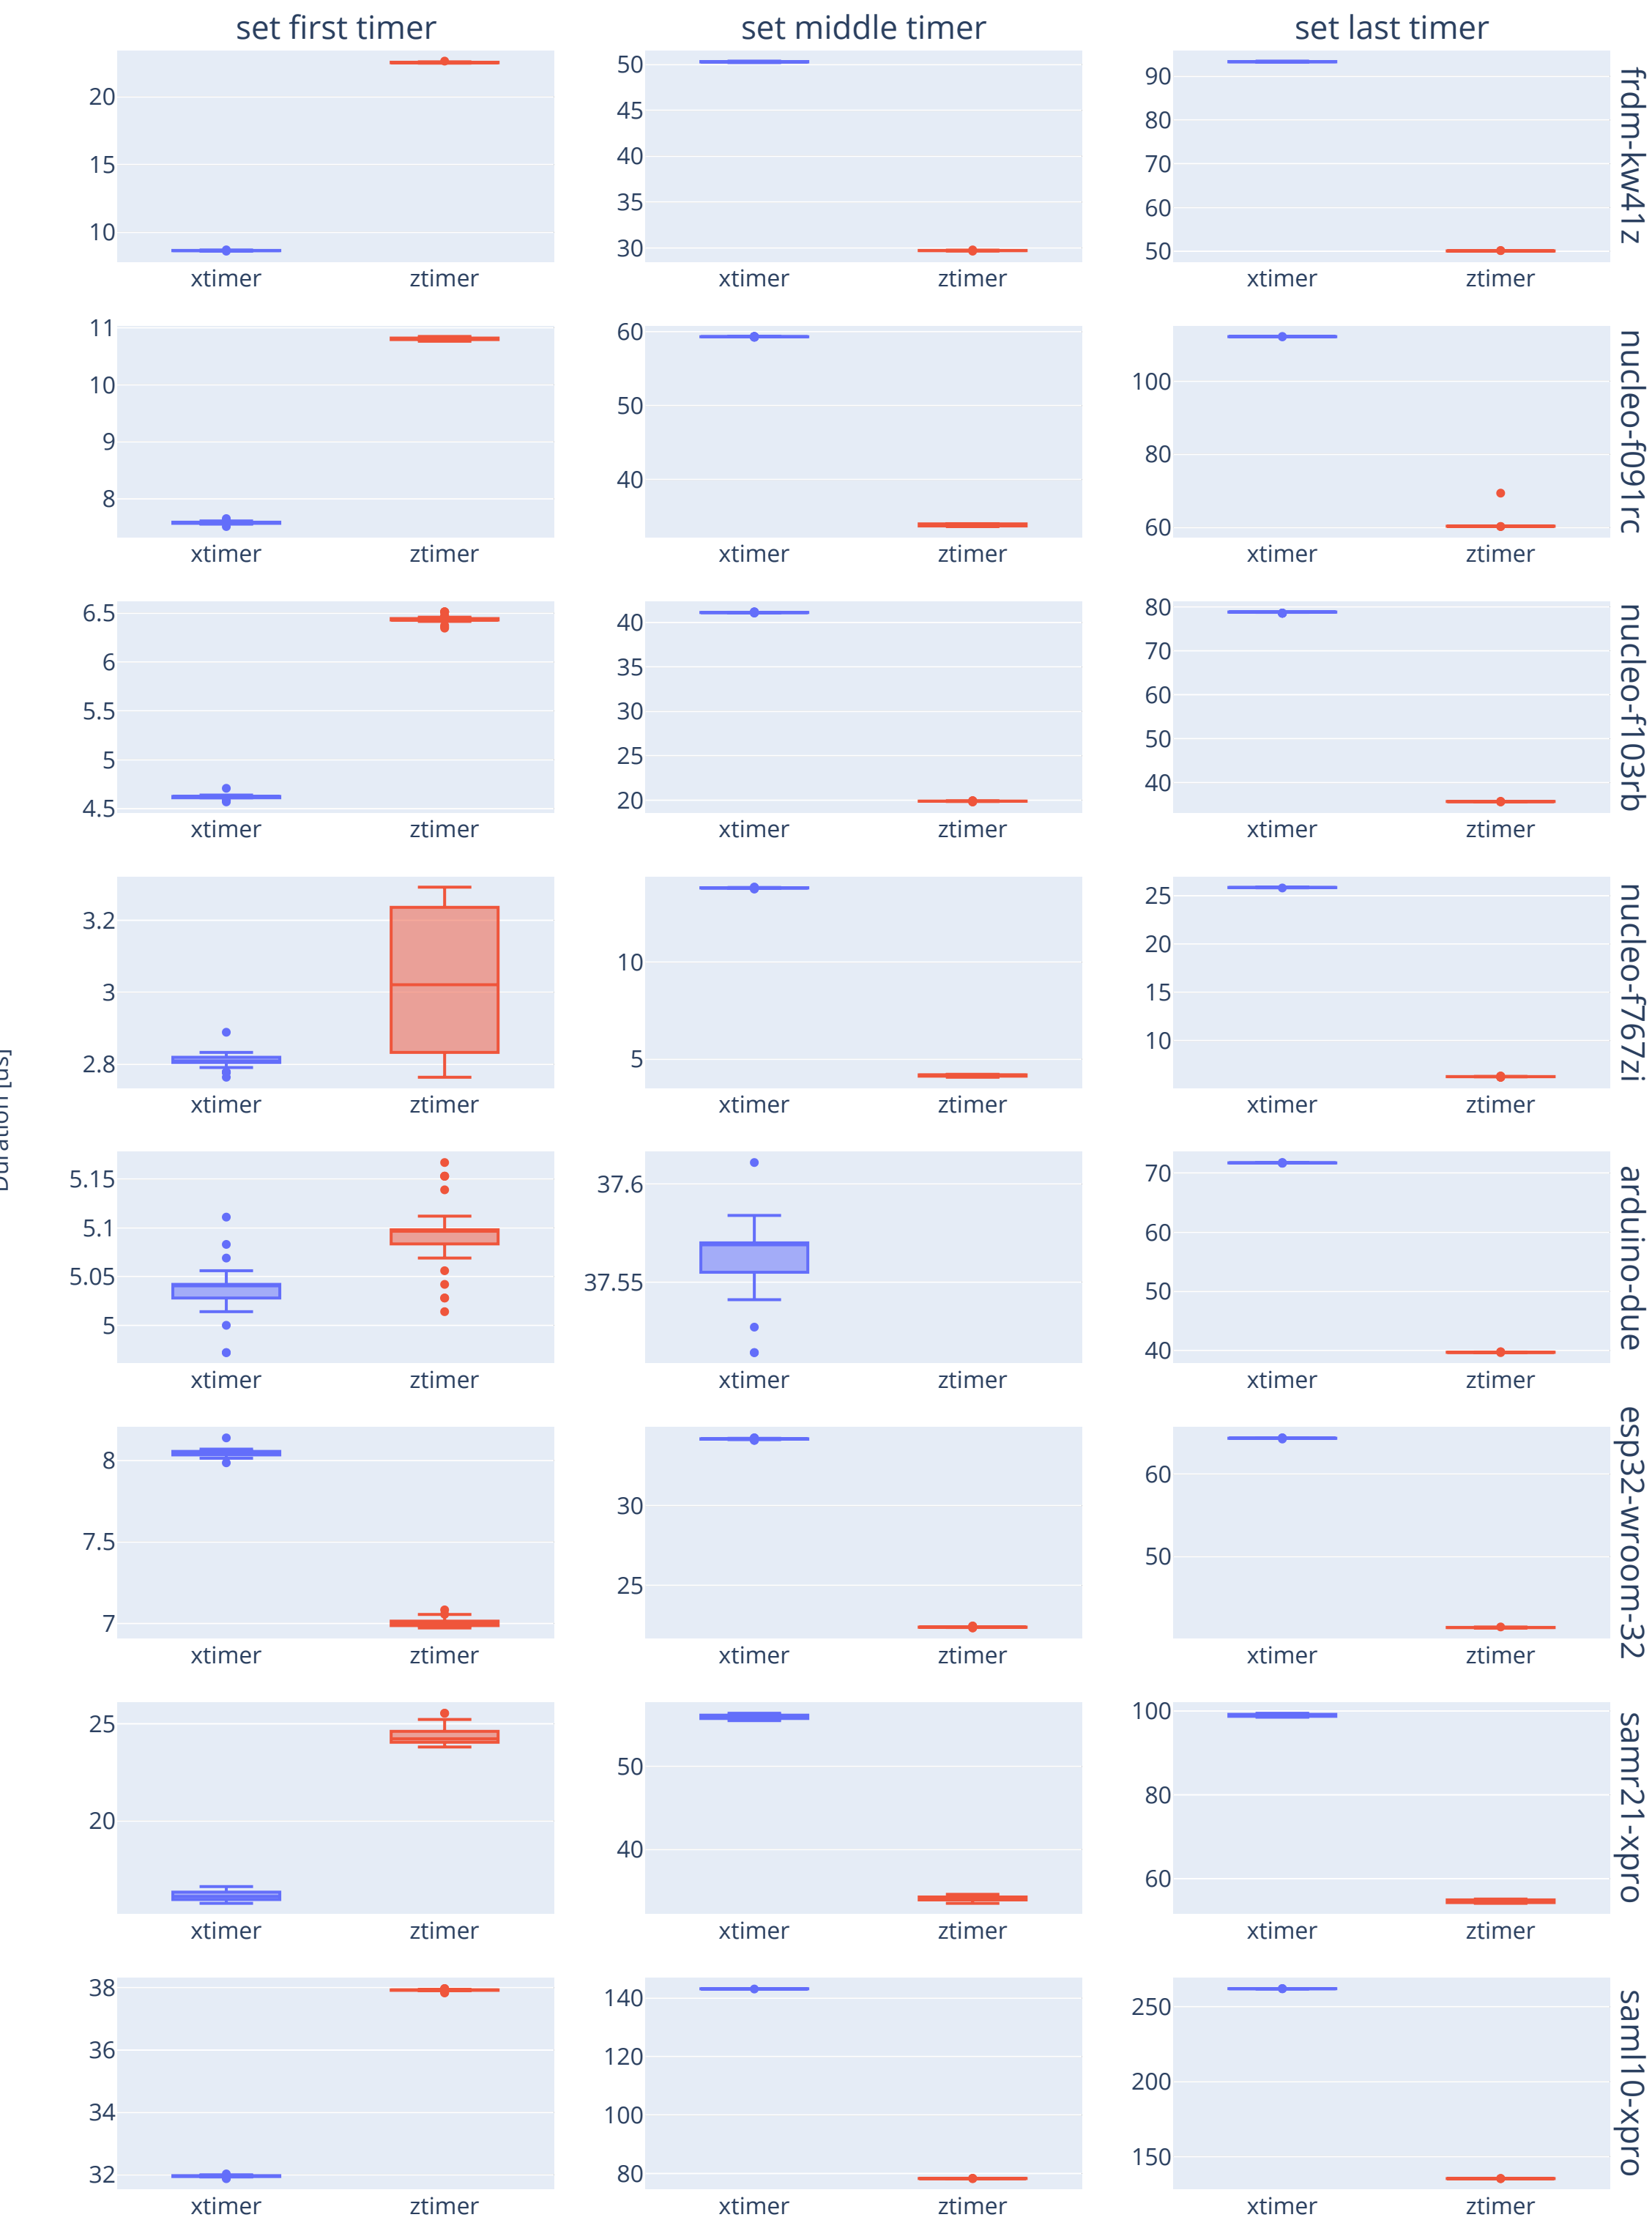 set first timer set middle timer set last timer
20
15
10
xtimer ztimer
50
45
40
35
30
xtimer ztimer
90
80
70
60
50
xtimer ztimer
frdm-kw41z
11
10
9
8
xtimer ztimer
60
50
40
xtimer ztimer
100
80
60
xtimer ztimer
nucleo-f091rc
6.5
6
5.5
5
4.5
xtimer ztimer
40
35
30
25
20
xtimer ztimer
80
70
60
50
40
xtimer ztimer
nucleo-f103rb
3.2
3
2.8
xtimer ztimer
10
5
xtimer ztimer
25
20
15
10
xtimer ztimer
nucleo-f767zi
Duration [us]
5.15
5.1
5.05
5
xtimer ztimer
37.6
37.55
xtimer ztimer
70
60
50
40
xtimer ztimer
arduino-due
8
7.5
7
xtimer ztimer
30
25
xtimer ztimer
60
50
xtimer ztimer
esp32-wroom-32
25
20
xtimer ztimer
50
40
xtimer ztimer
100
80
60
xtimer ztimer
samr21-xpro
38
36
34
32
xtimer ztimer
140
120
100
80
xtimer ztimer
250
200
150
xtimer ztimer
saml10-xpro